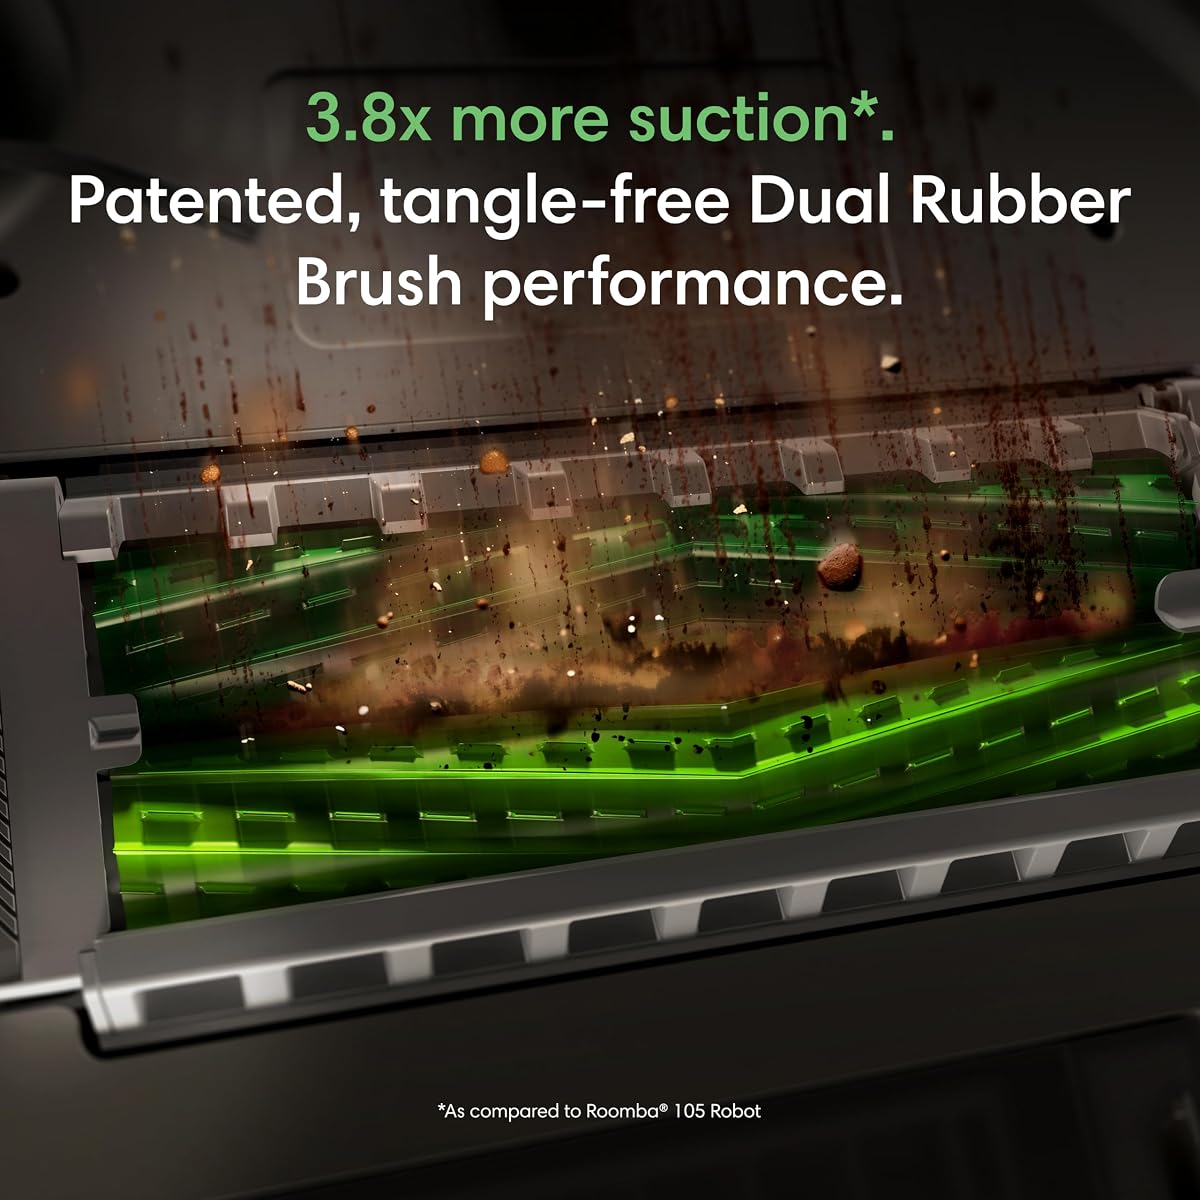 3.8x more suction*.
Patented, tangle-free Dual Rubber
Brush performance.
*As compared to Roomba® 105 Robot